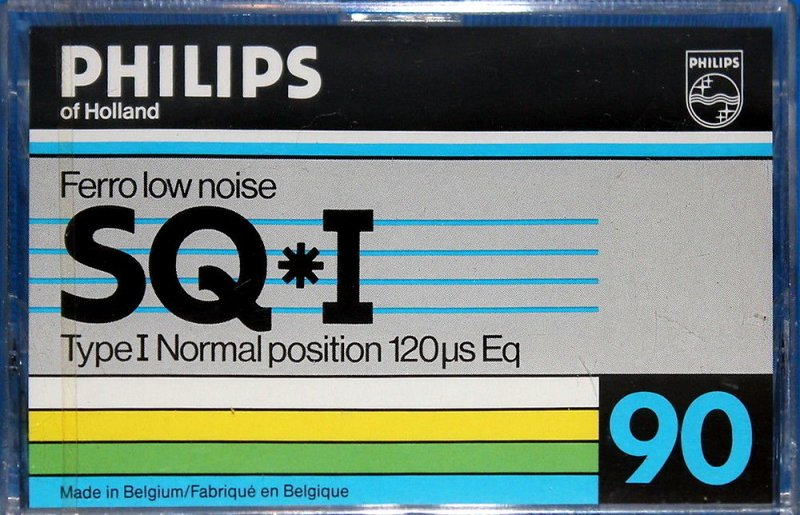 PHILIPS
of Holland
PHILIPS
Ferro low noise
SQ*I
Type I Normal position 120µs Eq
90
Made in Belgium/Fabriqué en Belgique